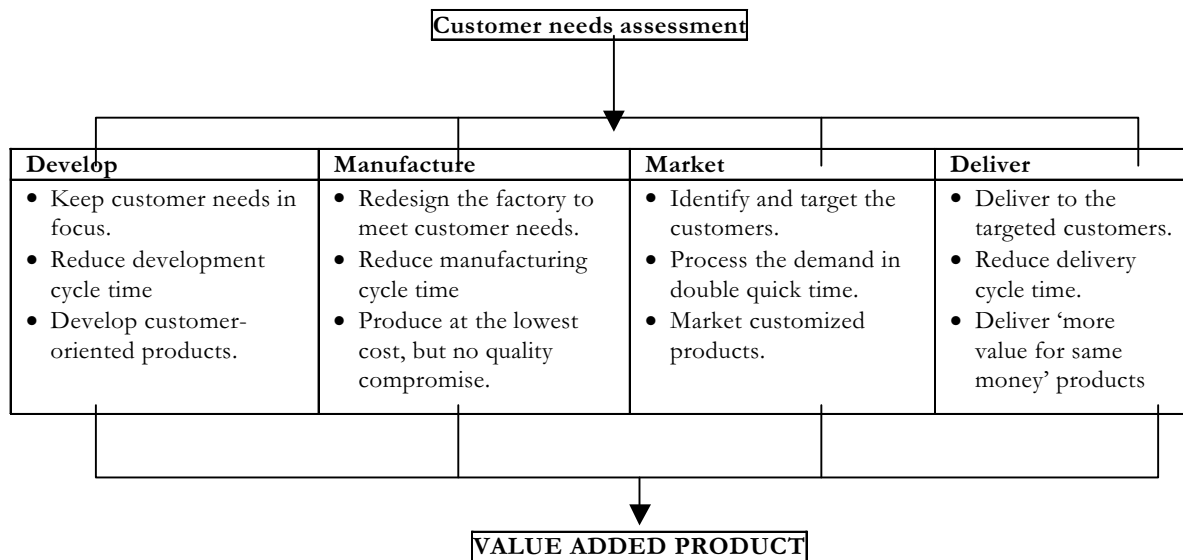 Customer needs assessment
Develop
• Keep customer needs in
focus.
• Reduce development
cycle time
• Develop customer-
oriented products.
Manufacture
• Redesign the factory to
meet customer needs.
• Reduce manufacturing
cycle time
• Produce at the lowest
cost, but no quality
compromise.
Market
• Identify and target the
customers.
• Process the demand in
double quick time.
• Market customized
products.
Deliver
• Deliver to the
targeted customers.
• Reduce delivery
cycle time.
• Deliver ‘more
value for same
money’ products
VALUE ADDED PRODUCT